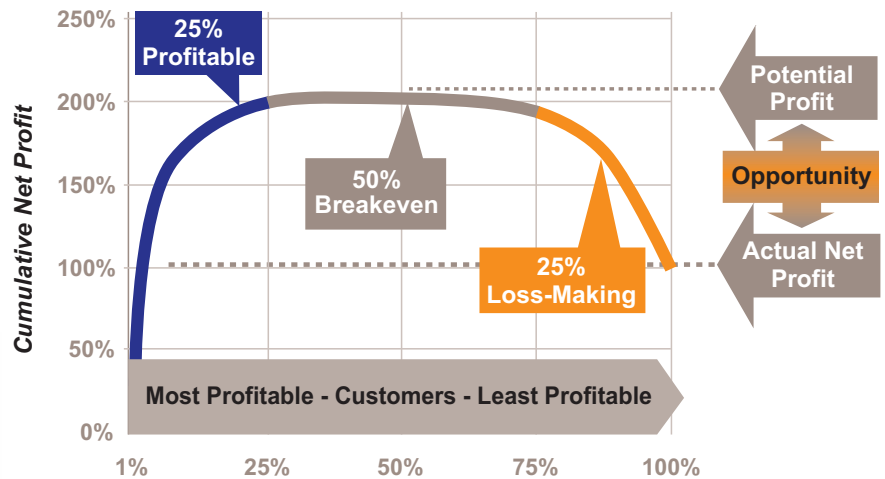 250%
200%
150%
100%
50%
0%
Cumulative Net Profit
25%
Profitable
50%
Breakeven
25%
Loss-Making
Potential
Profit
Opportunity
Actual Net
Profit
Most Profitable - Customers - Least Profitable
1%
25%
50%
75%
100%